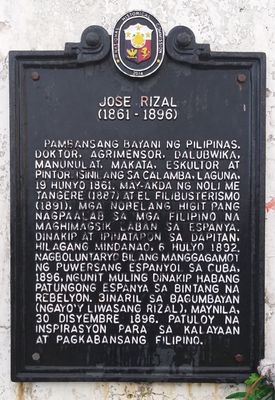 JOSE RIZAL
(1861 - 1896)
PAMBANSANG BAYANI NG PILIPINAS.
DOKTOR, AGRIMENSOR, DALUBWIKA,
MANUNULAT, MAKATA, ESKULTOR AT
PINTOR. ISINILANG SA CALAMBA, LAGUNA,
19 HUNYO 1861. MAY-AKDA NG NOLI ME
TANGERE (1887) AT EL FILIBUSTERISMO
(1891), MGA NOBELANG HIGIT PANG
NAGPAALAB SA MGA FILIPINO NA
MAGHIMAGSIK LABAN SA ESPANYA.
DINAKIP AT IPINATAPON SA DAPITAN,
HILAGANG MINDANAO, 6 HULYO 1892.
NAGBOLUNTARYO BILANG MANGGAGAMOT
NG PUWERSANG ESPANYOL SA CUBA,
1896, NGUNIT MULING DINAKIP HABANG
PATUNGONG ESPANYA SA BINTANG NA
REBELYON. BINARIL SA BAGUMBAYAN
(NGAYO'Y LIWASANG RIZAL), MAYNILA,
30 DISYEMBRE 1896. PATULOY NA
INSPIRASYON PARA SA KALAYAAN
AT PAGKABANSANG FILIPINO.